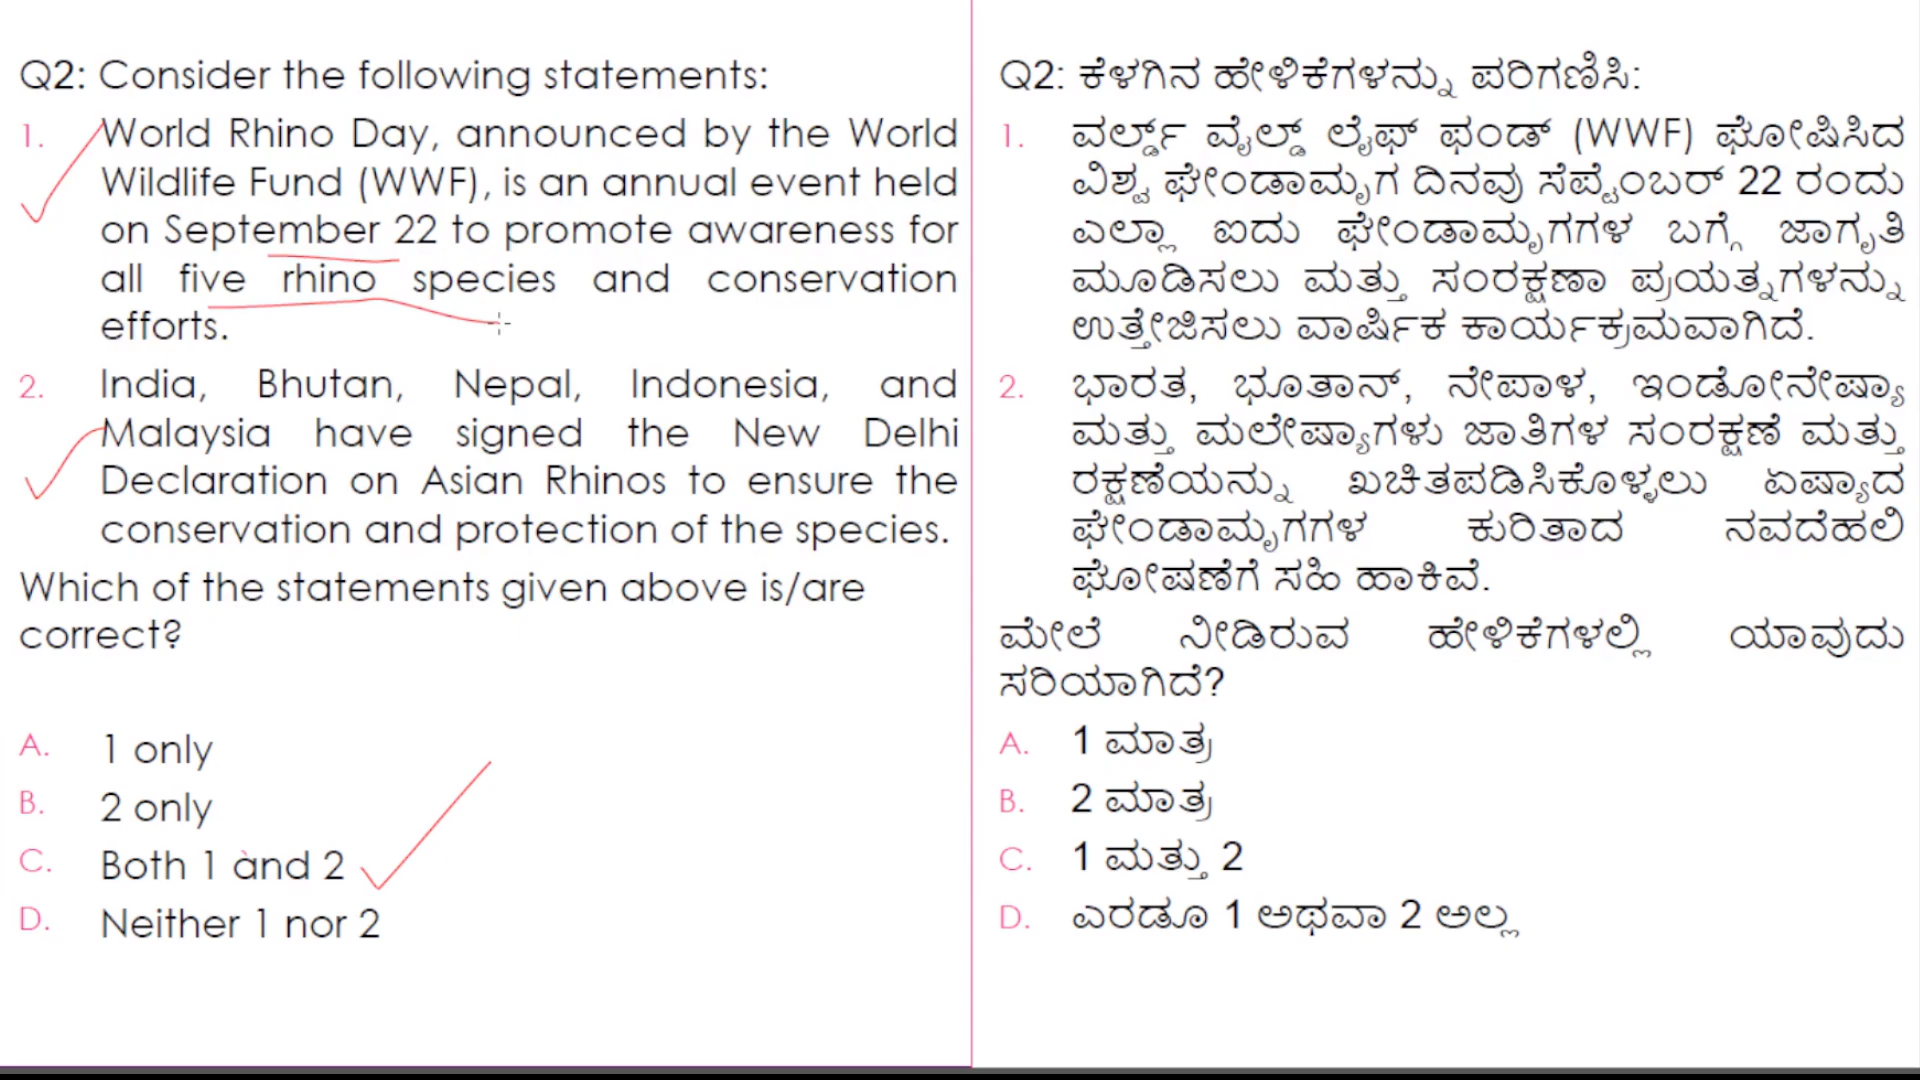 Q2: Consider the following statements:
1. World Rhino Day, announced by the World
Wildlife Fund (WWF), is an annual event held
on September 22 to promote awareness for
all five rhino species and conservation
efforts.
2. India, Bhutan, Nepal, Indonesia, and
Malaysia have signed the New Delhi
Declaration on Asian Rhinos to ensure the
conservation and protection of the species.
Which of the statements given above is/are
correct?
A. 1 only
B. 2 only
C. Both 1 and 2
D. Neither 1 nor 2
Q2: ಕೆಳಗಿನ ಹೇಳಿಕೆಗಳನ್ನು ಪರಿಗಣಿಸಿ:
1. ವರ್ಲ್ಡ್ ವೈಲ್ಡ್ ಲೈಫ್ ಫಂಡ್ (WWF) ಘೋಷಿಸಿದ
ವಿಶ್ವ ಘೇಂಡಾಮೃಗ ದಿನವು ಸೆಪ್ಟೆಂಬರ್ 22 ರಂದು
ಎಲ್ಲಾ ಐದು ಘೇಂಡಾಮೃಗಗಳ ಬಗ್ಗೆ ಜಾಗೃತಿ
ಮೂಡಿಸಲು ಮತ್ತು ಸಂರಕ್ಷಣಾ ಪ್ರಯತ್ನಗಳನ್ನು
ಉತ್ತೇಜಿಸಲು ವಾರ್ಷಿಕ ಕಾರ್ಯಕ್ರಮವಾಗಿದೆ.
2. ಭಾರತ, ಭೂತಾನ್, ನೇಪಾಳ, ಇಂಡೋನೇಷ್ಯಾ
ಮತ್ತು ಮಲೇಷ್ಯಾಗಳು ಜಾತಿಗಳ ಸಂರಕ್ಷಣೆ ಮತ್ತು
ರಕ್ಷಣೆಯನ್ನು ಖಚಿತಪಡಿಸಿಕೊಳ್ಳಲು ಏಷ್ಯಾದ
ಘೇಂಡಾಮೃಗಗಳ ಕುರಿತಾದ ನವದೆಹಲಿ
ಘೋಷಣೆಗೆ ಸಹಿ ಹಾಕಿವೆ.
ಮೇಲೆ ನೀಡಿರುವ ಹೇಳಿಕೆಗಳಲ್ಲಿ ಯಾವುದು
ಸರಿಯಾಗಿದೆ?
A. 1 ಮಾತ್ರ
B. 2 ಮಾತ್ರ
C. 1 ಮತ್ತು 2
D. ಎರಡೂ 1 ಅಥವಾ 2 ಅಲ್ಲ